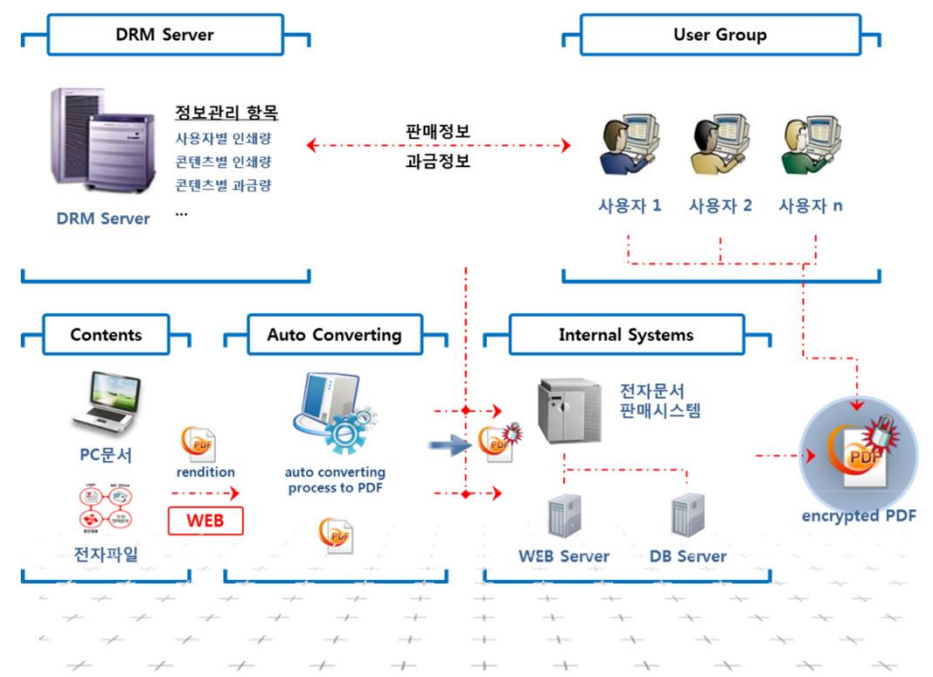 DRM Server
User Group
정보관리 항목
사용자별 인쇄량
콘텐츠별 인쇄량
콘텐츠별 과금량
...
DRM Server
판매정보
과금정보
사용자 1
사용자 2
사용자 n
Contents
Auto Converting
Internal Systems
PC문서
전자파일
PDF
rendition
WEB
auto converting
process to PDF
PDF
PDF
전자문서
판매시스템
WEB Server
DB Server
PDF
encrypted PDF